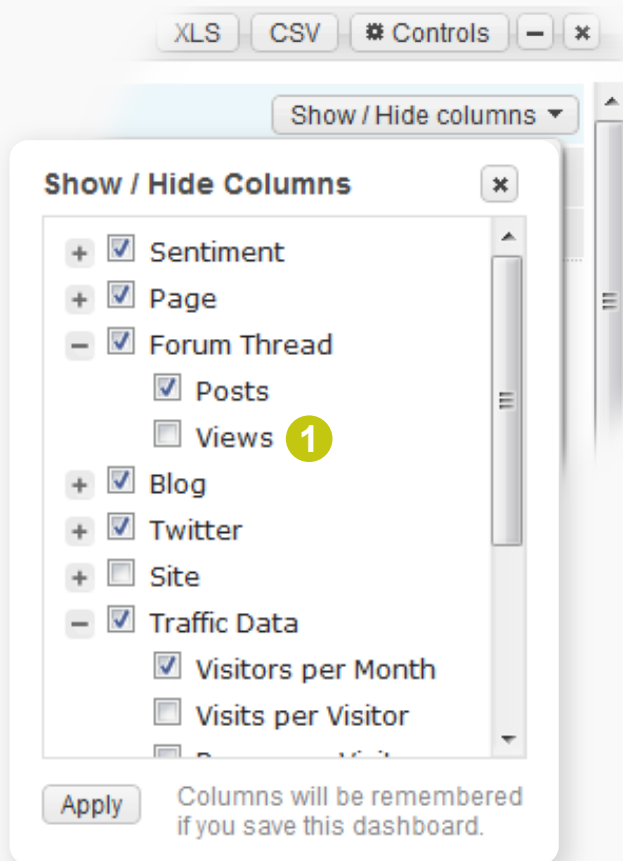 XLS CSV Controls
Show / Hide columns
Show / Hide Columns
Sentiment
Page
Forum Thread
Posts
Views 1
Blog
Twitter
Site
Traffic Data
Visitors per Month
Visits per Visitor
Apply
Columns will be remembered
if you save this dashboard.